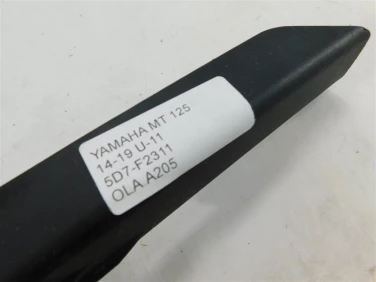 YAMAHA MT 125
14-19 U-11
5D7-F2311
OLA A205